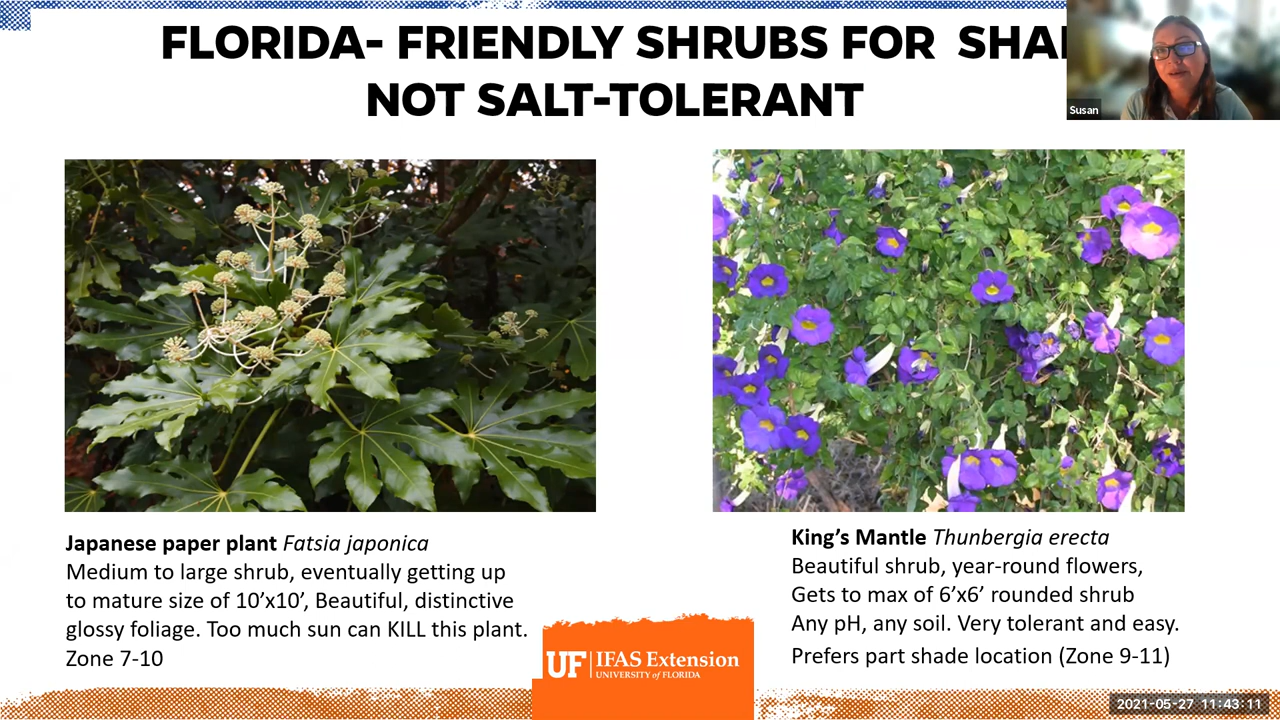 FLORIDA- FRIENDLY SHRUBS FOR SHA
NOT SALT-TOLERANT
Susan
Japanese paper plant Fatsia japonica
Medium to large shrub, eventually getting up
to mature size of 10’x10’, Beautiful, distinctive
glossy foliage. Too much sun can KILL this plant.
Zone 7-10
King’s Mantle Thunbergia erecta
Beautiful shrub, year-round flowers,
Gets to max of 6’x6’ rounded shrub
Any pH, any soil. Very tolerant and easy.
Prefers part shade location (Zone 9-11)
UF IFAS Extension
UNIVERSITY of FLORIDA
2021-05-27 11:43:11